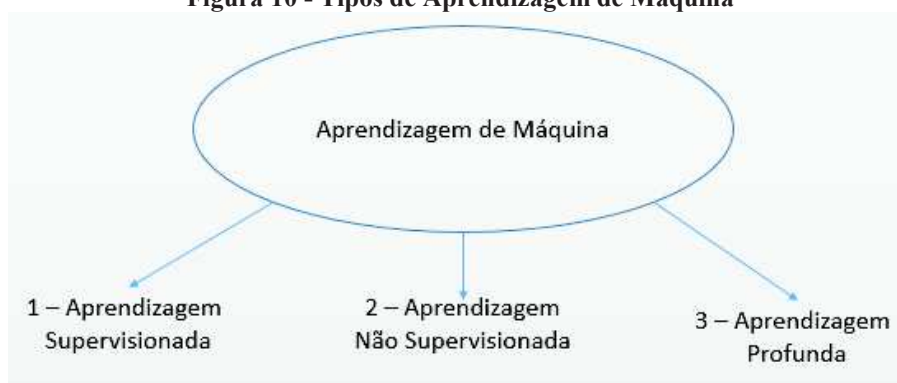 Figura 10 - Tipos de Aprendizagem de Máquina
Aprendizagem de Máquina
1 – Aprendizagem
Supervisionada
2 – Aprendizagem
Não Supervisionada
3 – Aprendizagem
Profunda